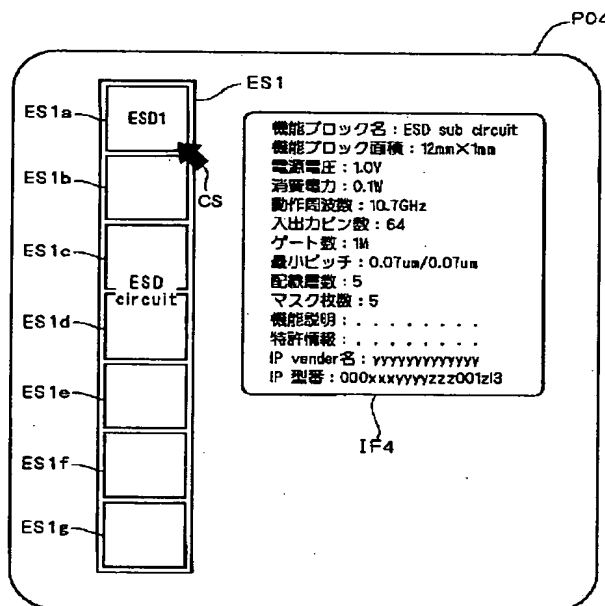 PO4
ES1
ES1a
ESD1
ES1b
CS
ES1c
ESD
circuit
ES1d
ES1e
ES1f
ES1g
機能ブロック名：ESD sub circuit
機能ブロック面積：12mm×1mm
電源電圧：1.0V
消費電力：0.1W
動作周波数：10.7GHz
入出力ピン数：64
ゲート数：1M
最小ピッチ：0.07um/0.07um
配線層数：5
マスク枚数：5
機能説明：．．．．．．．．
特許情報：．．．．．．．．
IP vender名：yyyyyyyyyyyyy
IP 型番：000xxxyyyyzzz001zl3
IF4